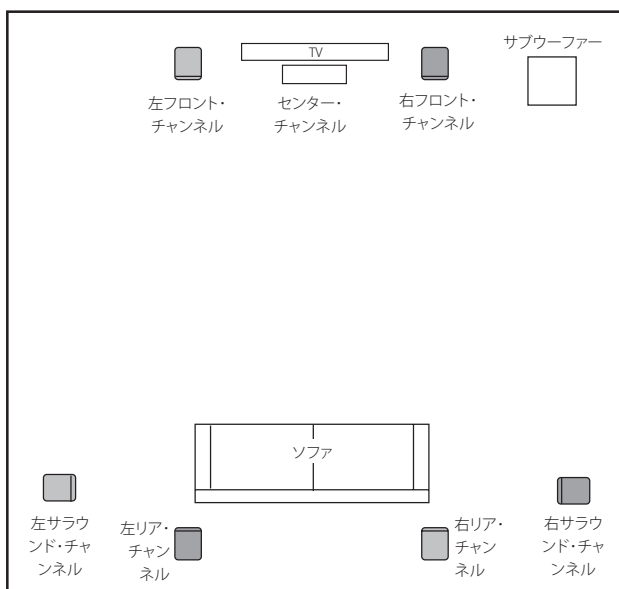 TV
サブウーファー
左フロント・
チャンネル
センター・
チャンネル
右フロント・
チャンネル
ソファ
左サラウ
ンド・チャ
ンネル
左リア・
チャン
ネル
右リア・
チャン
ネル
右サラウ
ンド・チャ
ンネル